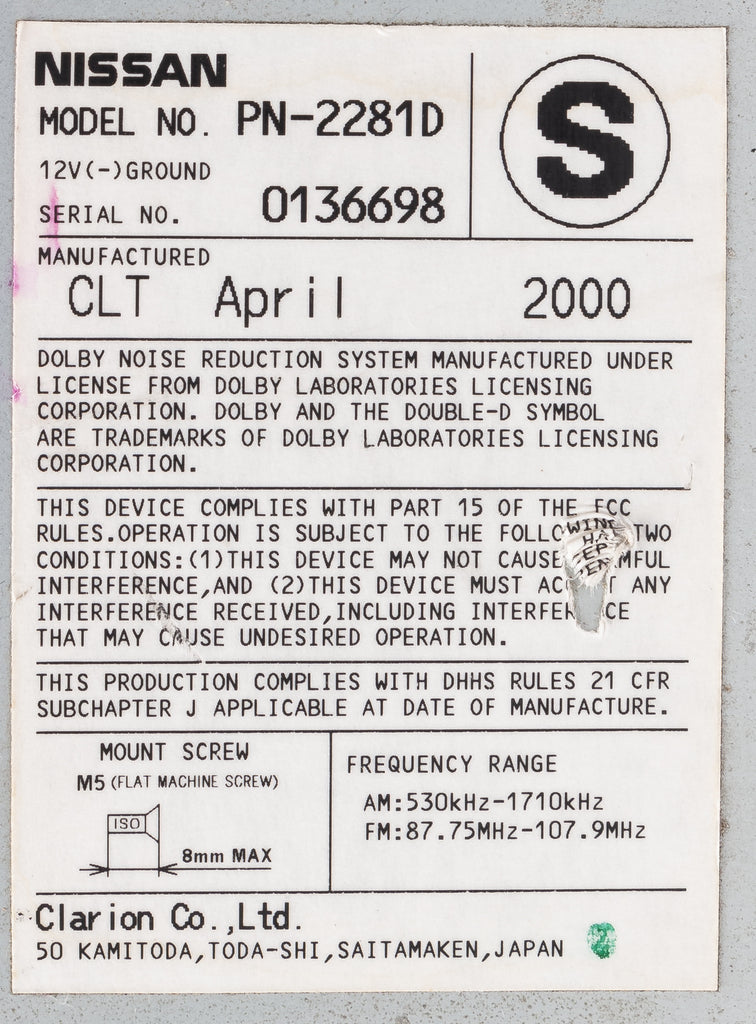 NISSAN
MODEL NO. PN-2281D
S
12V(-)GROUND
SERIAL NO. 0136698
MANUFACTURED
CLT April 2000
DOLBY NOISE REDUCTION SYSTEM MANUFACTURED UNDER
LICENSE FROM DOLBY LABORATORIES LICENSING
CORPORATION. DOLBY AND THE DOUBLE-D SYMBOL
ARE TRADEMARKS OF DOLBY LABORATORIES LICENSING
CORPORATION.
THIS DEVICE COMPLIES WITH PART 15 OF THE FCC
RULES.OPERATION IS SUBJECT TO THE FOLLOWING TWO
CONDITIONS:(1)THIS DEVICE MAY NOT CAUSE HARMFUL
INTERFERENCE,AND (2)THIS DEVICE MUST ACCEPT ANY
INTERFERENCE RECEIVED,INCLUDING INTERFERENCE
THAT MAY CAUSE UNDESIRED OPERATION.
THIS PRODUCTION COMPLIES WITH DHHS RULES 21 CFR
SUBCHAPTER J APPLICABLE AT DATE OF MANUFACTURE.
MOUNT SCREW
M5 (FLAT MACHINE SCREW)
ISO
8mm MAX
FREQUENCY RANGE
AM:530kHz-1710kHz
FM:87.75MHz-107.9MHz
Clarion Co.,Ltd.
50 KAMITODA,TODA-SHI,SAITAMAKEN,JAPAN